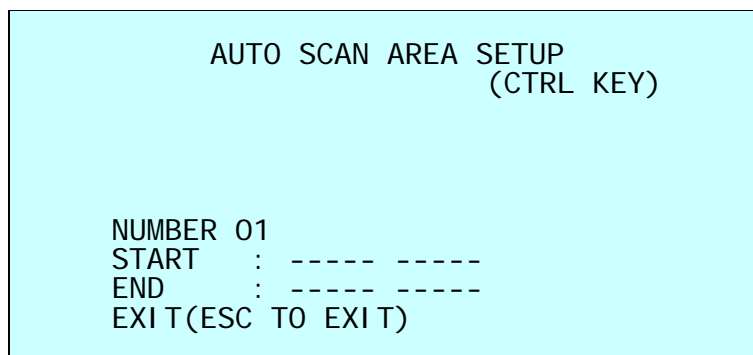 AUTO SCAN AREA SETUP
(CTRL KEY)
NUMBER 01
START : ----- -----
END : ----- -----
EXIT(ESC TO EXIT)